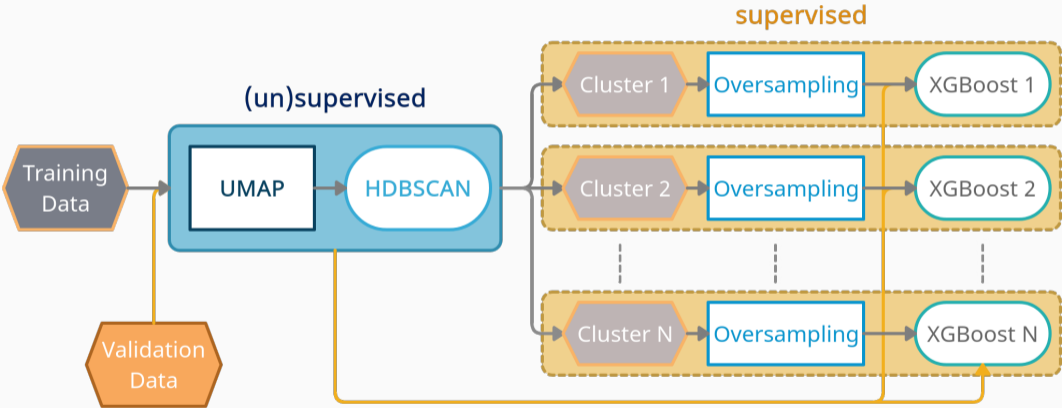 supervised
(un)supervised
Training
Data
UMAP
HDBSCAN
Cluster 1
Oversampling
XGBoost 1
Cluster 2
Oversampling
XGBoost 2
Cluster N
Oversampling
XGBoost N
Validation
Data